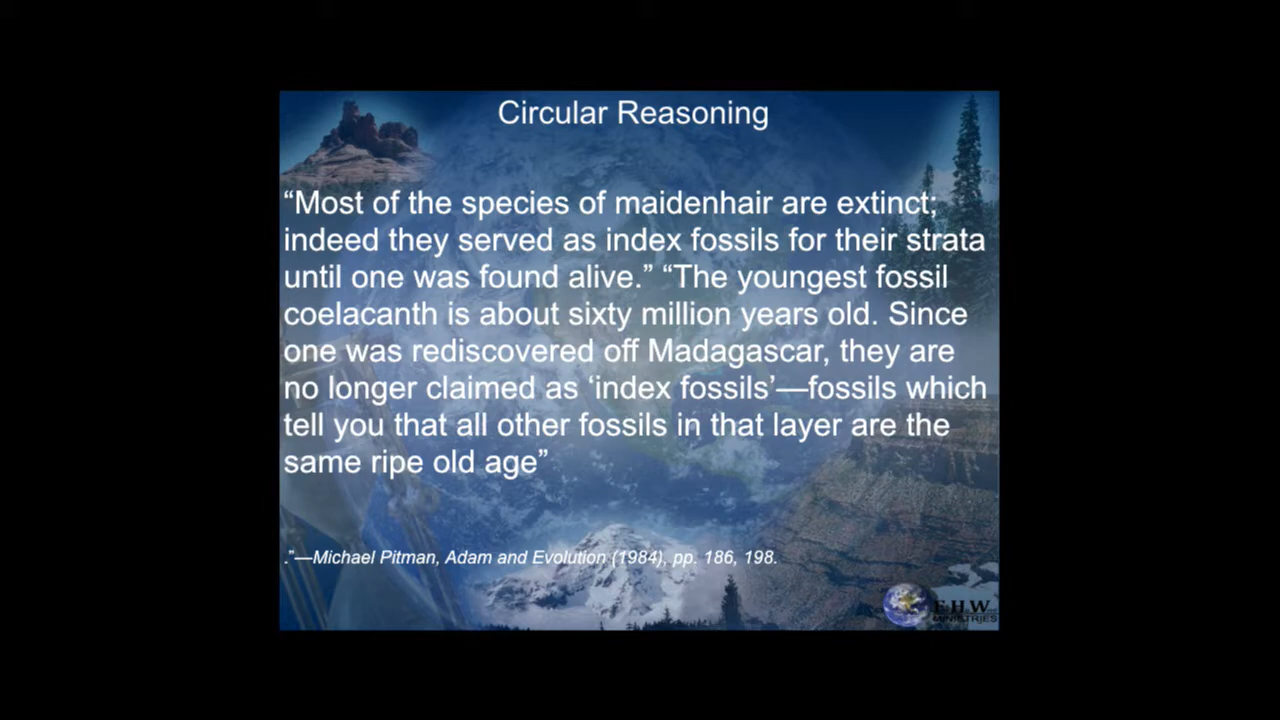 Circular Reasoning
“Most of the species of maidenhair are extinct;
indeed they served as index fossils for their strata
until one was found alive.” “The youngest fossil
coelacanth is about sixty million years old. Since
one was rediscovered off Madagascar, they are
no longer claimed as ‘index fossils’—fossils which
tell you that all other fossils in that layer are the
same ripe old age”
.”—Michael Pitman, Adam and Evolution (1984), pp. 186, 198.
E H W
MINISTRIES